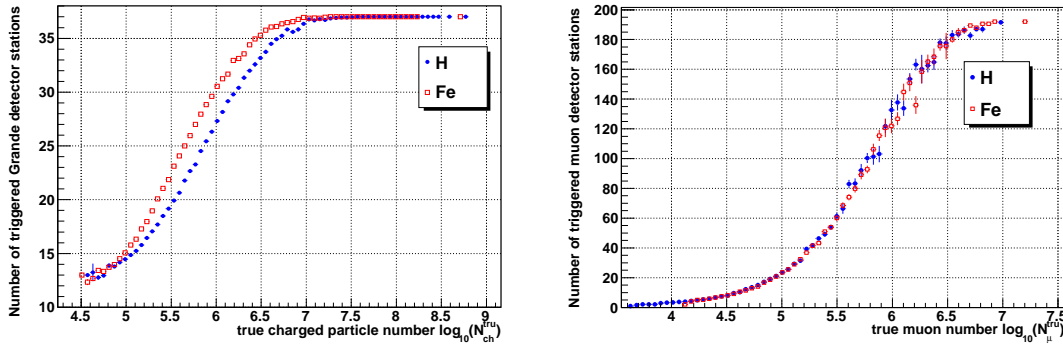 Number of triggered Grande detector stations
35
30
25
20
15
10
H
Fe
4.5 5 5.5 6 6.5 7 7.5 8 8.5 9
true charged particle number log10(N_ch^tru)
Number of triggered muon detector stations
200
180
160
140
120
100
80
60
40
20
0
H
Fe
4 4.5 5 5.5 6 6.5 7 7.5
true muon number log10(N_μ^tru)